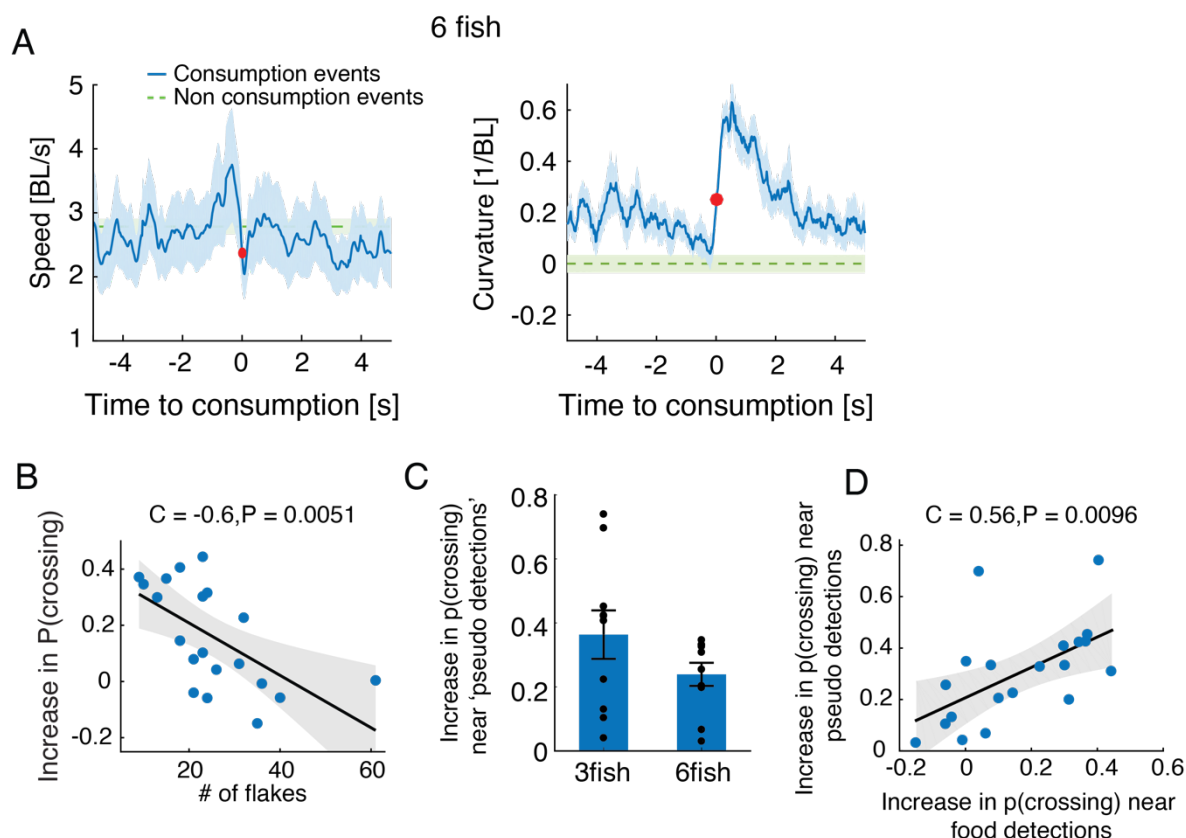 6 fish
A
Consumption events
Non consumption events
Speed [BL/s]
5
4
3
2
1
-4 -2 0 2 4
Time to consumption [s]
Curvature [1/BL]
0.6
0.4
0.2
0
-0.2
-4 -2 0 2 4
Time to consumption [s]
B
C = -0.6,P = 0.0051
Increase in P(crossing)
0.4
0.2
0
-0.2
20 40 60
# of flakes
C
Increase in p(crossing)
near ‘pseudo detections’
0.8
0.6
0.4
0.2
0
3fish 6fish
D
C = 0.56,P = 0.0096
Increase in p(crossing) near
pseudo detections
0.8
0.6
0.4
0.2
0
-0.2 0 0.2 0.4 0.6
Increase in p(crossing) near
food detections